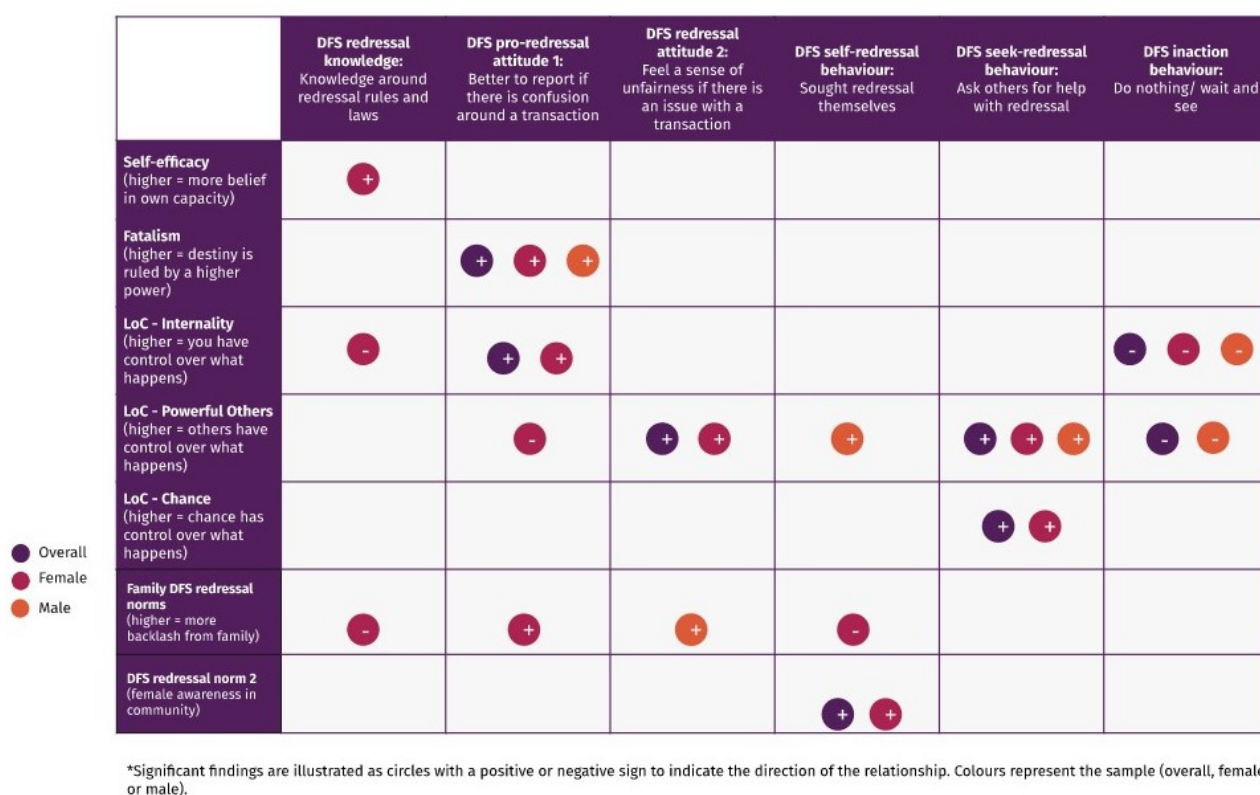 DFS redressal
knowledge:
Knowledge around
redressal rules and
laws
DFS pro-redressal
attitude 1:
Better to report if
there is confusion
around a transaction
DFS redressal
attitude 2:
Feel a sense of
unfairness if there is
an issue with a
transaction
DFS self-redressal
behaviour:
Sought redressal
themselves
DFS seek-redressal
behaviour:
Ask others for help
with redressal
DFS inaction
behaviour:
Do nothing/ wait and
see
Self-efficacy
(higher = more belief
in own capacity)
+
Fatalism
(higher = destiny is
ruled by a higher
power)
+ + +
LoC - Internality
(higher = you have
control over what
happens)
-
+ +
- - -
LoC - Powerful Others
(higher = others have
control over what
happens)
-
+ +
+
+ + +
- -
LoC - Chance
(higher = chance has
control over what
happens)
+ +
Family DFS redressal
norms
(higher = more
backlash from family)
-
+
+
-
DFS redressal norm 2
(female awareness in
community)
+ +
Overall
Female
Male
*Significant findings are illustrated as circles with a positive or negative sign to indicate the direction of the relationship. Colours represent the sample (overall, female
or male).